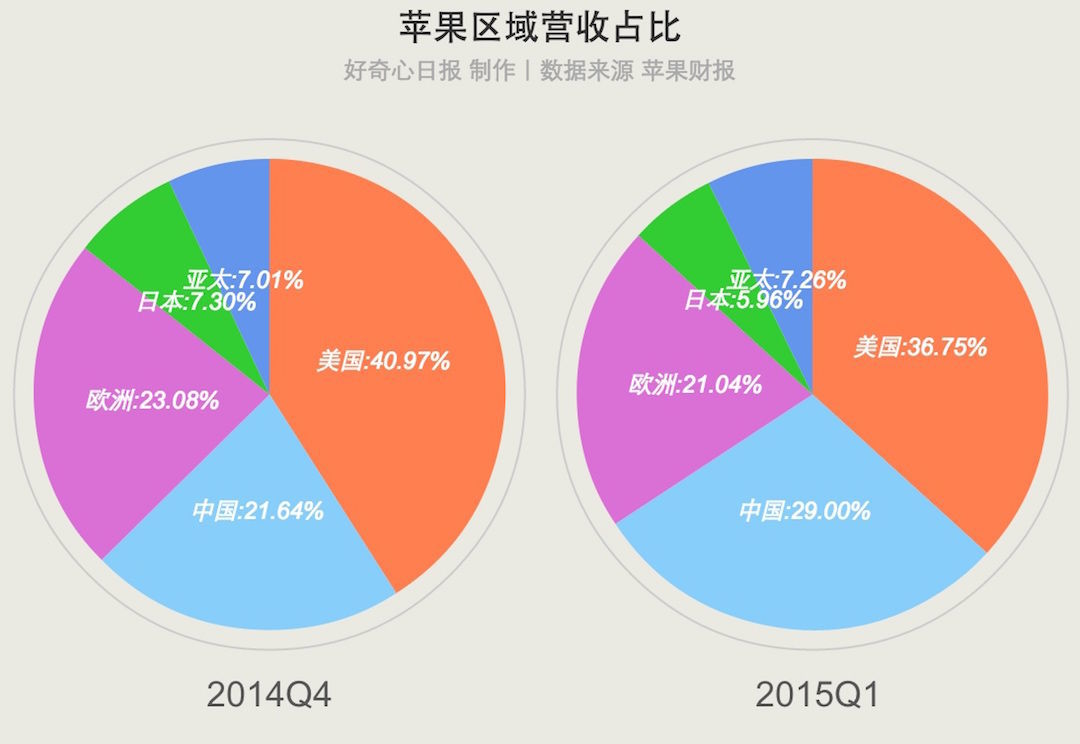 苹果区域营收占比
好奇心日报 制作丨数据来源 苹果财报
亚太:7.01%
日本:7.30%
美国:40.97%
欧洲:23.08%
中国:21.64%
2014Q4
亚太:7.26%
日本:5.96%
美国:36.75%
欧洲:21.04%
中国:29.00%
2015Q1